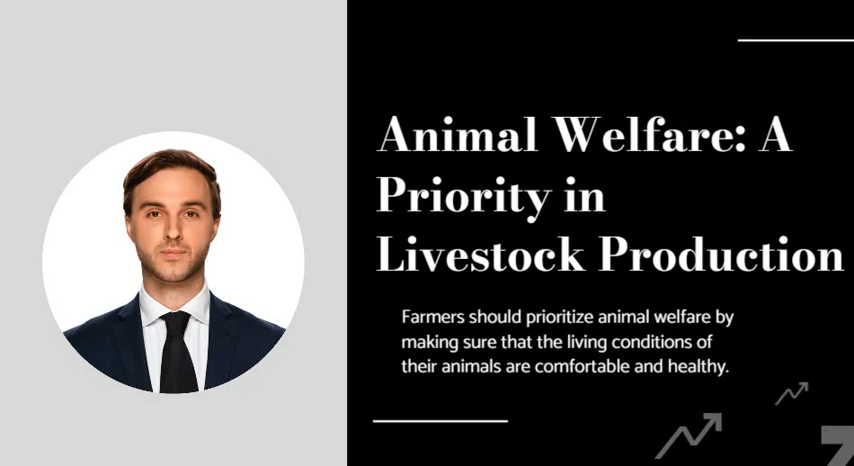 Animal Welfare: A
Priority in
Livestock Production
Farmers should prioritize animal welfare by
making sure that the living conditions of
their animals are comfortable and healthy.